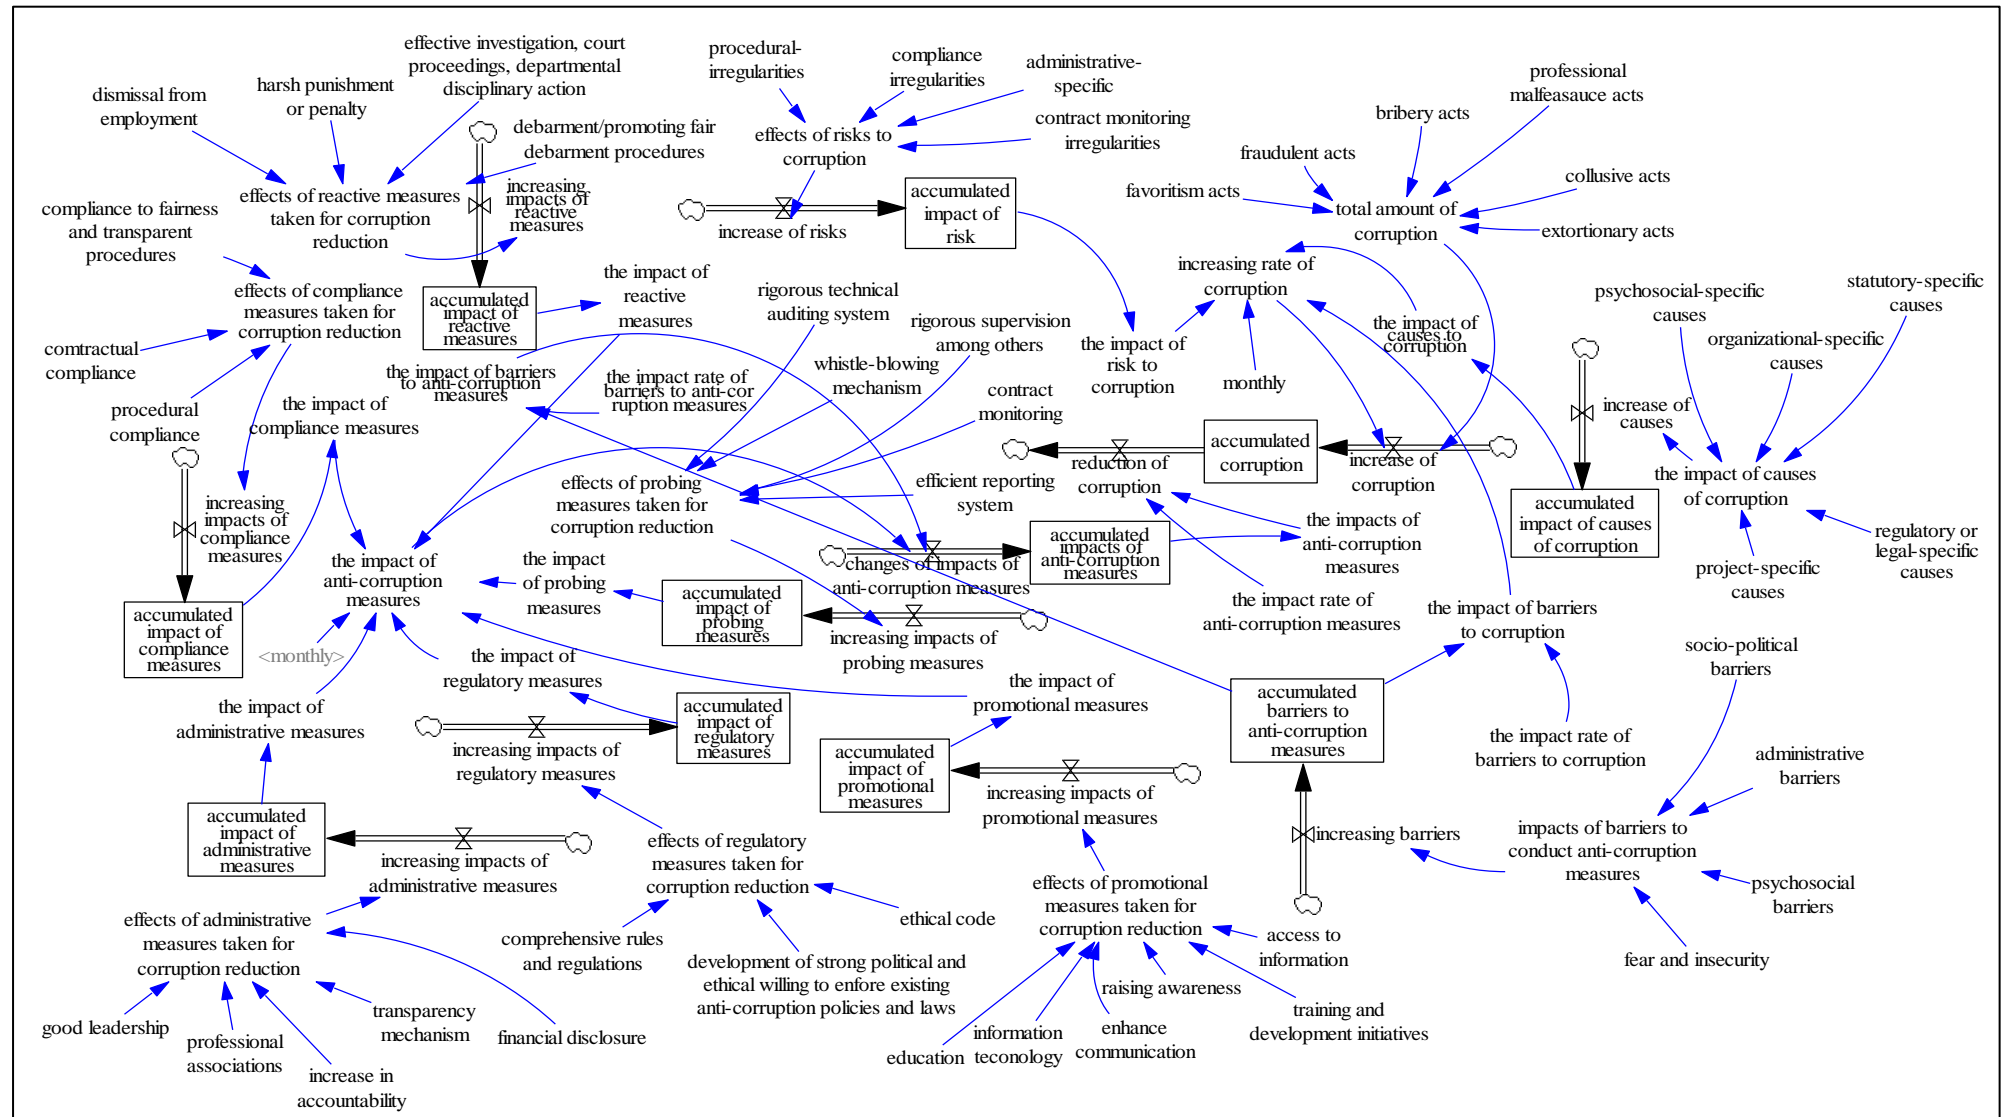 effective investigation, court
proceedings, departmental
disciplinary action
harsh punishment
or penalty
dismissal from
employment
debarment/promoting fair
debarment procedures
effects of reactive measures
taken for corruption
reduction
increasing
impacts of
reactive
measures
compliance to fairness
and transparent
procedures
effects of compliance
measures taken for
corruption reduction
comtractual
compliance
procedural
compliance
accumulated
impact of
reactive
measures
the impact of
reactive
measures
the impact of barriers
to anti-corruption
measures
the impact rate of
barriers to anti-cor
ruption measures
the impact of
compliance measures
increasing
impacts of
compliance
measures
accumulated
impact of
compliance
measures
the impact of
anti-corruption
measures
<monthly>
procedural-
irregularities
compliance
irregularities
administrative-
specific
contract monitoring
irregularities
effects of risks to
corruption
increase of risks
accumulated
impact of
risk
the impact of
risk to
corruption
rigorous technical
auditing system
rigorous supervision
among others
whistle-blowing
mechanism
contract
monitoring
efficient reporting
system
effects of probing
measures taken for
corruption reduction
the impact
of probing
measures
accumulated
impact of
probing
measures
increasing impacts of
probing measures
changes of impacts of
anti-corruption measures
accumulated
impacts of
anti-corruption
measures
the impacts of
anti-corruption
measures
the impact rate of
anti-corruption measures
reduction of
corruption
accumulated
corruption
increase of
corruption
professional
malfeasauce acts
bribery acts
fraudulent acts
favoritism acts
collusive acts
extortionary acts
total amount of
corruption
increasing rate of
corruption
monthly
the impact of
causes to
corruption
psychosocial-specific
causes
statutory-specific
causes
organizational-specific
causes
increase of
causes
the impact of causes
of corruption
accumulated
impact of causes
of corruption
regulatory or
legal-specific
causes
project-specific
causes
the impact of barriers
to corruption
the impact rate of
barriers to corruption
accumulated
barriers to
anti-corruption
measures
increasing barriers
socio-political
barriers
administrative
barriers
impacts of barriers to
conduct anti-corruption
measures
psychosocial
barriers
fear and insecurity
the impact of
regulatory measures
accumulated
impact of
regulatory
measures
increasing impacts of
regulatory measures
effects of regulatory
measures taken for
corruption reduction
ethical code
comprehensive rules
and regulations
development of strong political and
ethical willing to enfore existing
anti-corruption policies and laws
the impact of
promotional measures
accumulated
impact of
promotional
measures
increasing impacts of
promotional measures
effects of promotional
measures taken for
corruption reduction
access to
information
raising awareness
training and
development initiatives
enhance
communication
information
teconology
education
the impact of
administrative measures
accumulated
impact of
administrative
measures
increasing impacts of
administrative measures
effects of administrative
measures taken for
corruption reduction
good leadership
professional
associations
increase in
accountability
transparency
mechanism
financial disclosure